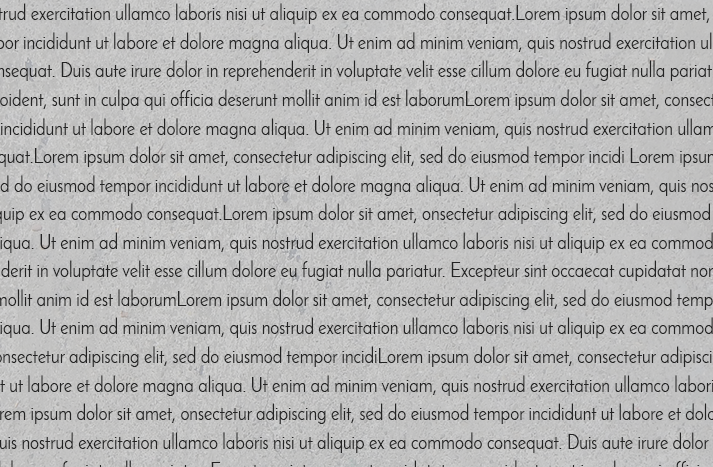 trud exercitation ullamco laboris nisi ut aliquip ex ea commodo consequat.Lorem ipsum dolor sit amet,
por incididunt ut labore et dolore magna aliqua. Ut enim ad minim veniam, quis nostrud exercitation ul
nsequat. Duis aute irure dolor in reprehenderit in voluptate velit esse cillum dolore eu fugiat nulla pariat
oident, sunt in culpa qui officia deserunt mollit anim id est laborumLorem ipsum dolor sit amet, consect
incididunt ut labore et dolore magna aliqua. Ut enim ad minim veniam, quis nostrud exercitation ullam
quat.Lorem ipsum dolor sit amet, consectetur adipiscing elit, sed do eiusmod tempor incidi Lorem ipsum
d do eiusmod tempor incididunt ut labore et dolore magna aliqua. Ut enim ad minim veniam, quis nos
quip ex ea commodo consequat.Lorem ipsum dolor sit amet, onsectetur adipiscing elit, sed do eiusmod
iqua. Ut enim ad minim veniam, quis nostrud exercitation ullamco laboris nisi ut aliquip ex ea commod
derit in voluptate velit esse cillum dolore eu fugiat nulla pariatur. Excepteur sint occaecat cupidatat non
mollit anim id est laborumLorem ipsum dolor sit amet, consectetur adipiscing elit, sed do eiusmod temp
iqua. Ut enim ad minim veniam, quis nostrud exercitation ullamco laboris nisi ut aliquip ex ea commod
onsectetur adipiscing elit, sed do eiusmod tempor incidiLorem ipsum dolor sit amet, consectetur adipisci
t ut labore et dolore magna aliqua. Ut enim ad minim veniam, quis nostrud exercitation ullamco labori
rem ipsum dolor sit amet, onsectetur adipiscing elit, sed do eiusmod tempor incididunt ut labore et dolo
uis nostrud exercitation ullamco laboris nisi ut aliquip ex ea commodo consequat. Duis aute irure dolor